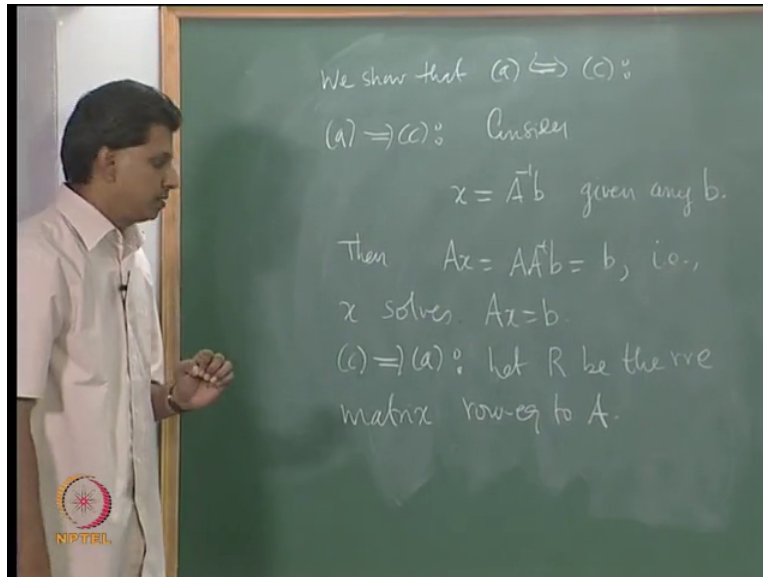 We show that (a) ⟺ (c):
(a) ⟹ (c): Consider
x = A⁻¹b given any b.
Then Ax = AA⁻¹b = b, i.e.,
x solves Ax=b.
(c) ⟹ (a): Let R be the rre
matrix row-eq to A.
NPTEL